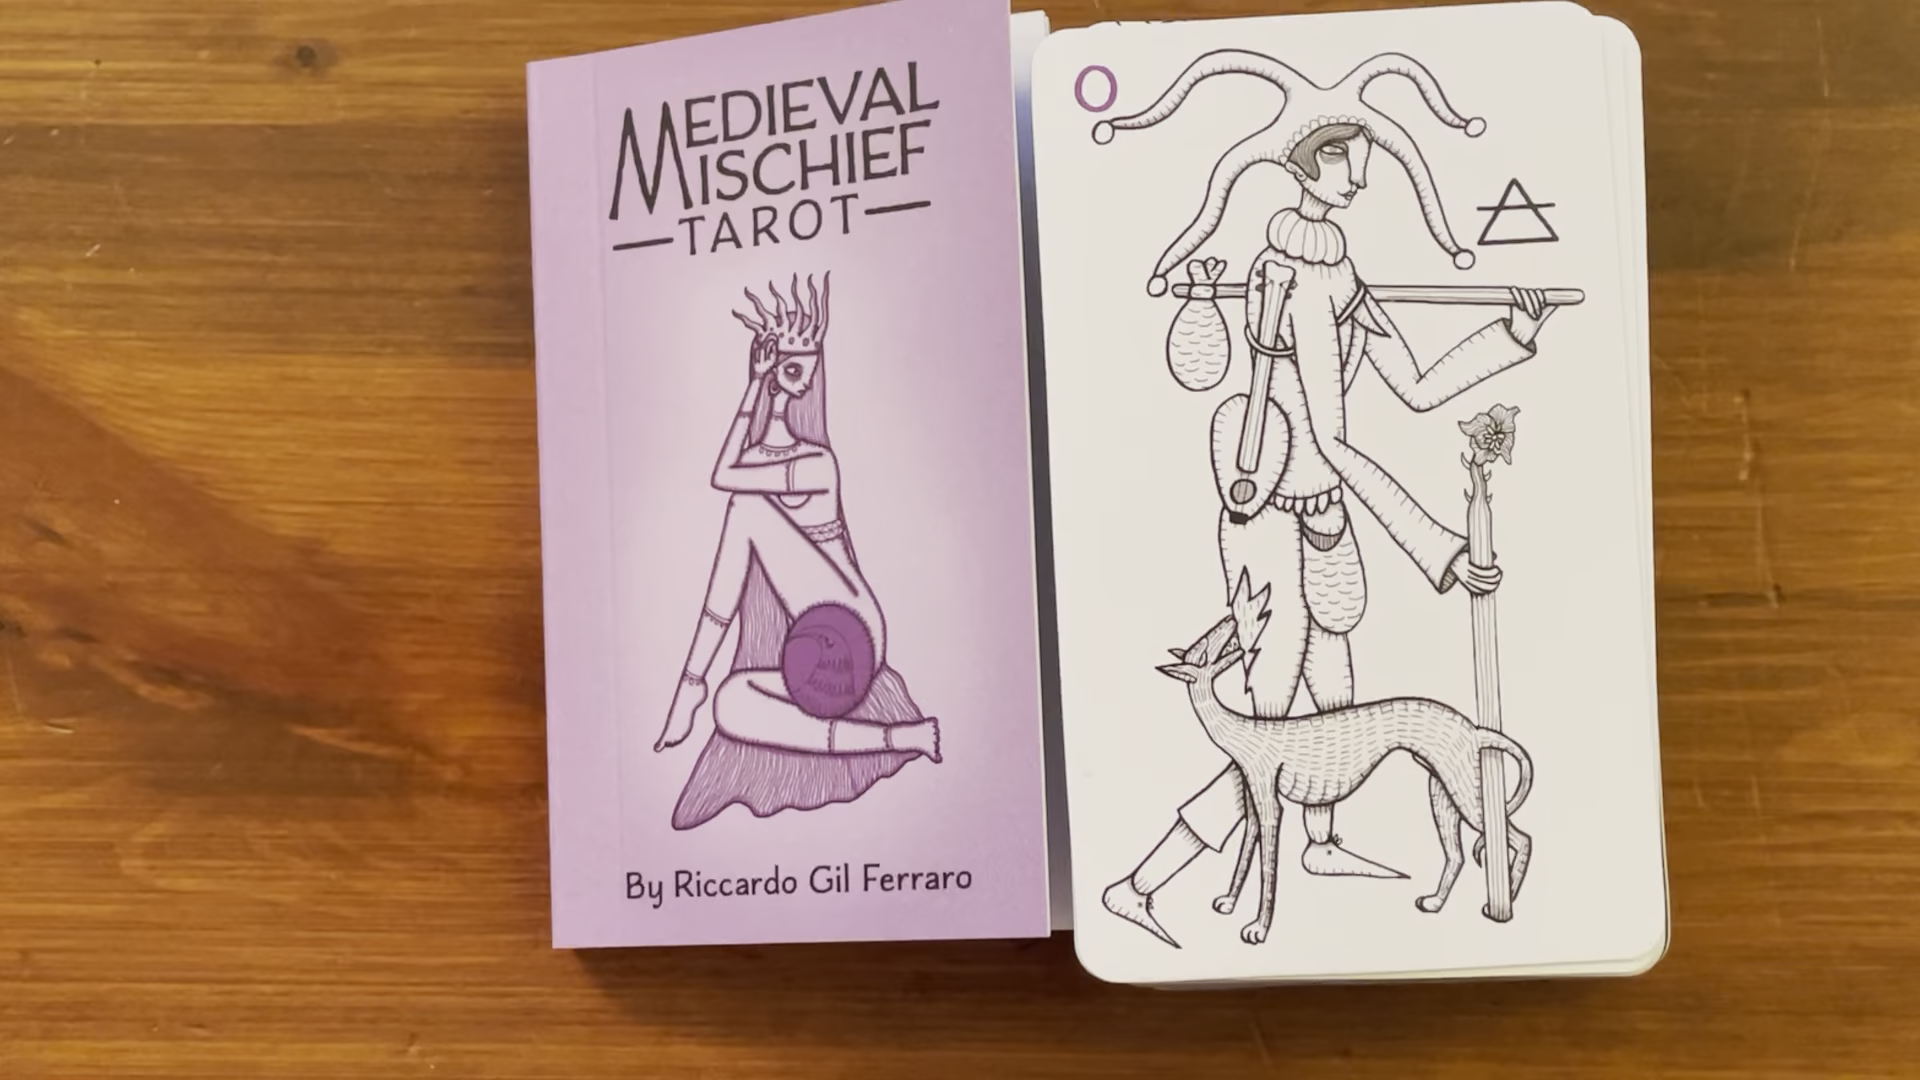 MEDIEVAL
MISCHIEF
TAROT
By Riccardo Gil Ferraro
0